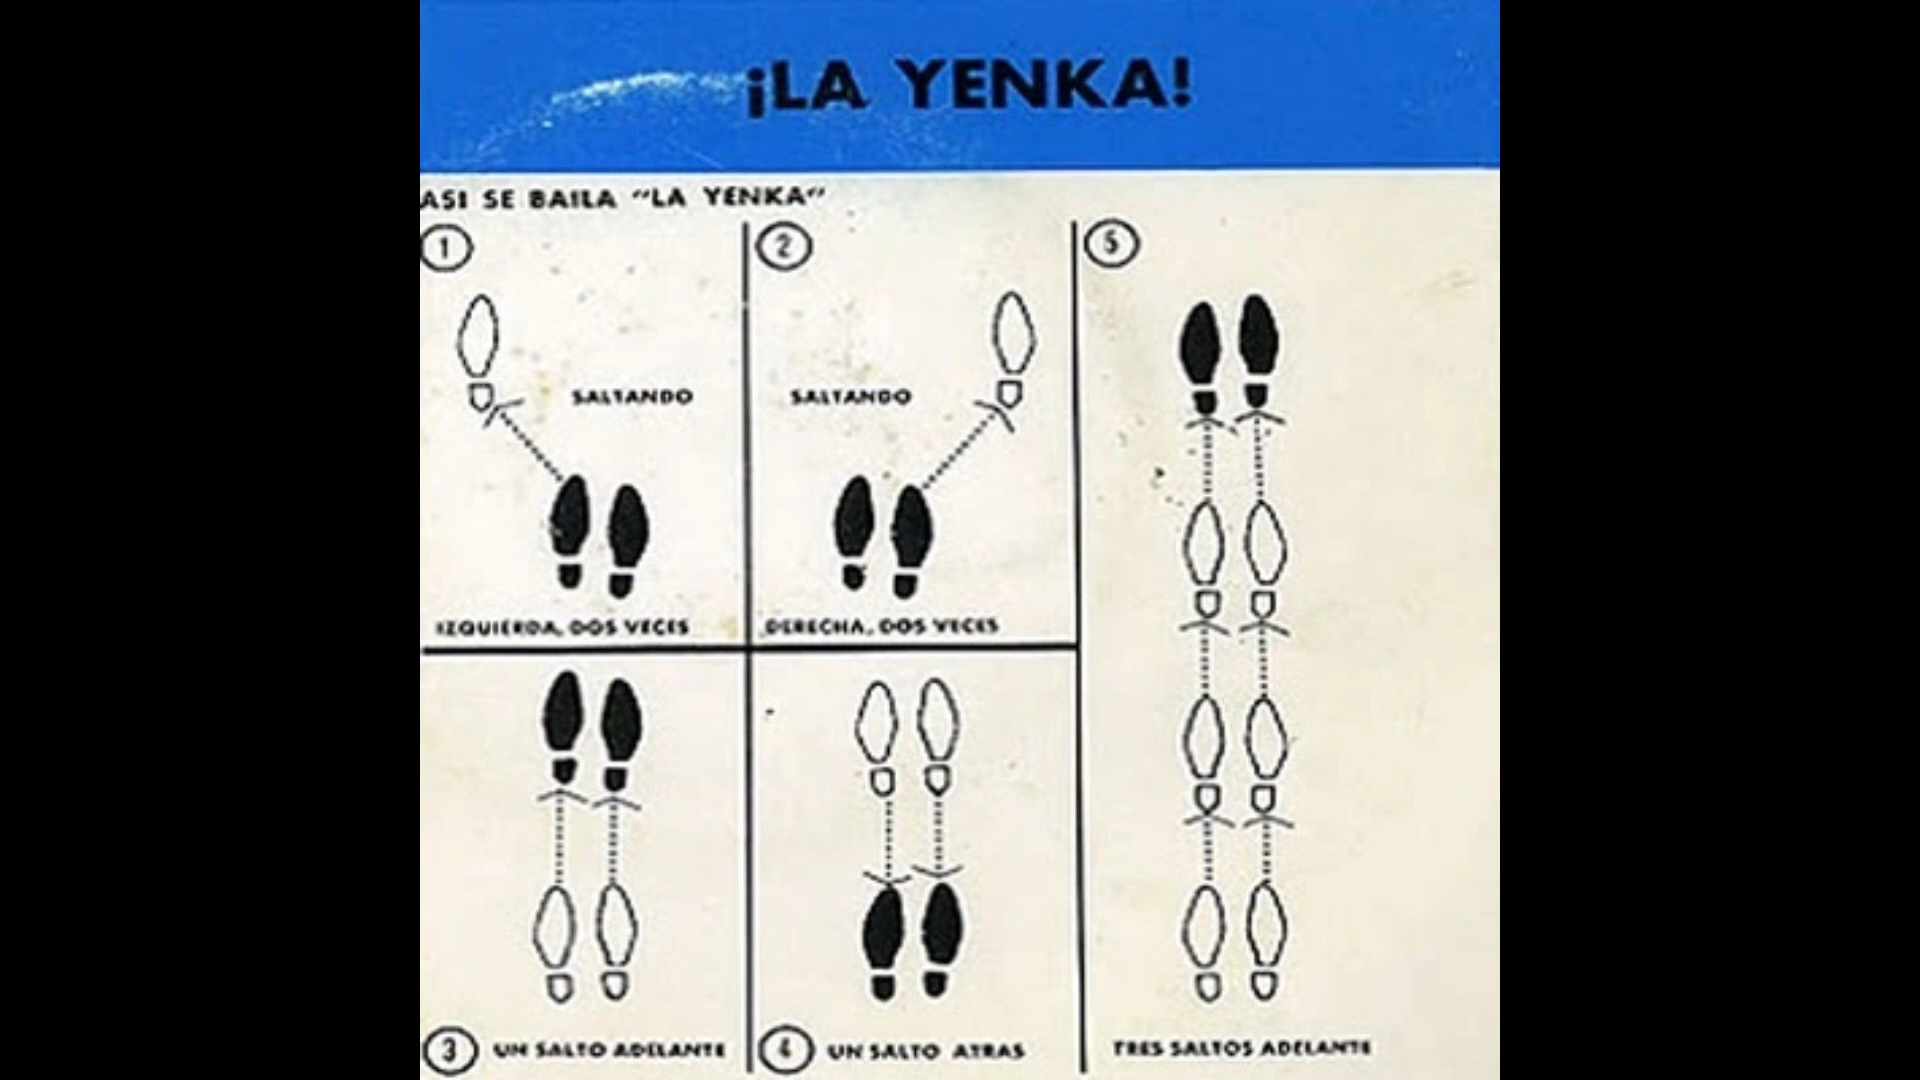 ¡LA YENKA!
ASI SE BAILA "LA YENKA"
1
SALTANDO
IZQUIERDA, DOS VECES
2
SALTANDO
DERECHA, DOS VECES
3 UN SALTO ADELANTE
4 UN SALTO ATRAS
5
TRES SALTOS ADELANTE